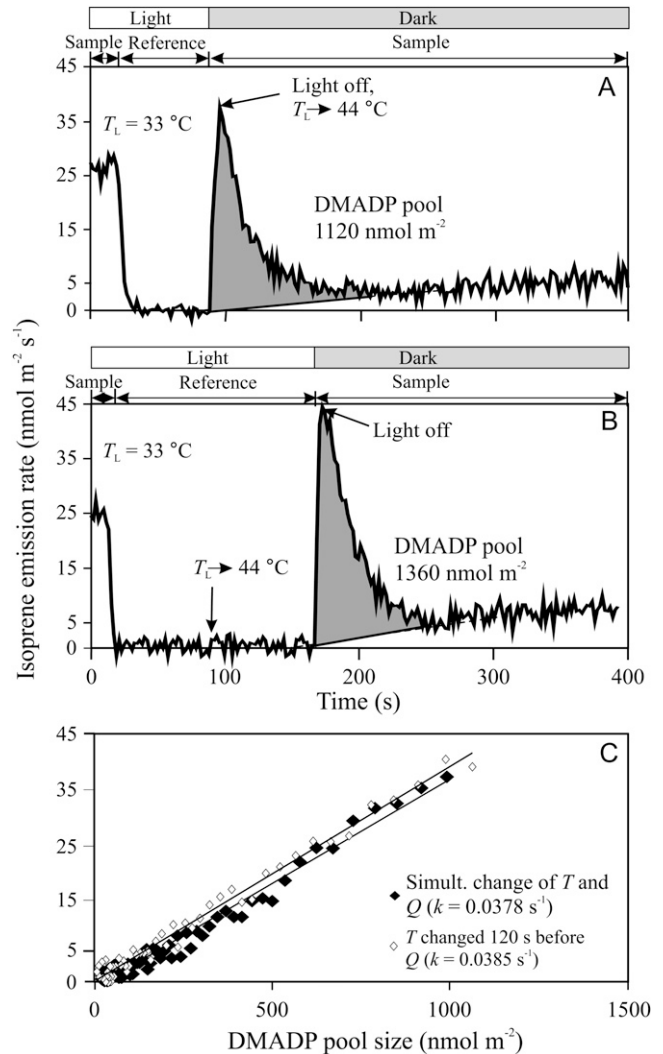 Light Dark
Sample Reference Sample
A
45
35
25
15
5
0
Light off,
T_L → 44 °C
T_L = 33 °C
DMADP pool
1120 nmol m⁻²
100 200 300 400
Light Dark
Sample Reference Sample
B
45
35
25
15
5
0
Light off
T_L = 33 °C
T_L → 44 °C
DMADP pool
1360 nmol m⁻²
0 100 200 300 400
Time (s)
Isoprene emission rate (nmol m⁻² s⁻¹)
C
45
35
25
15
5
0
Simult. change of T and
Q (k = 0.0378 s⁻¹)
T changed 120 s before
Q (k = 0.0385 s⁻¹)
0 500 1000 1500
DMADP pool size (nmol m⁻²)